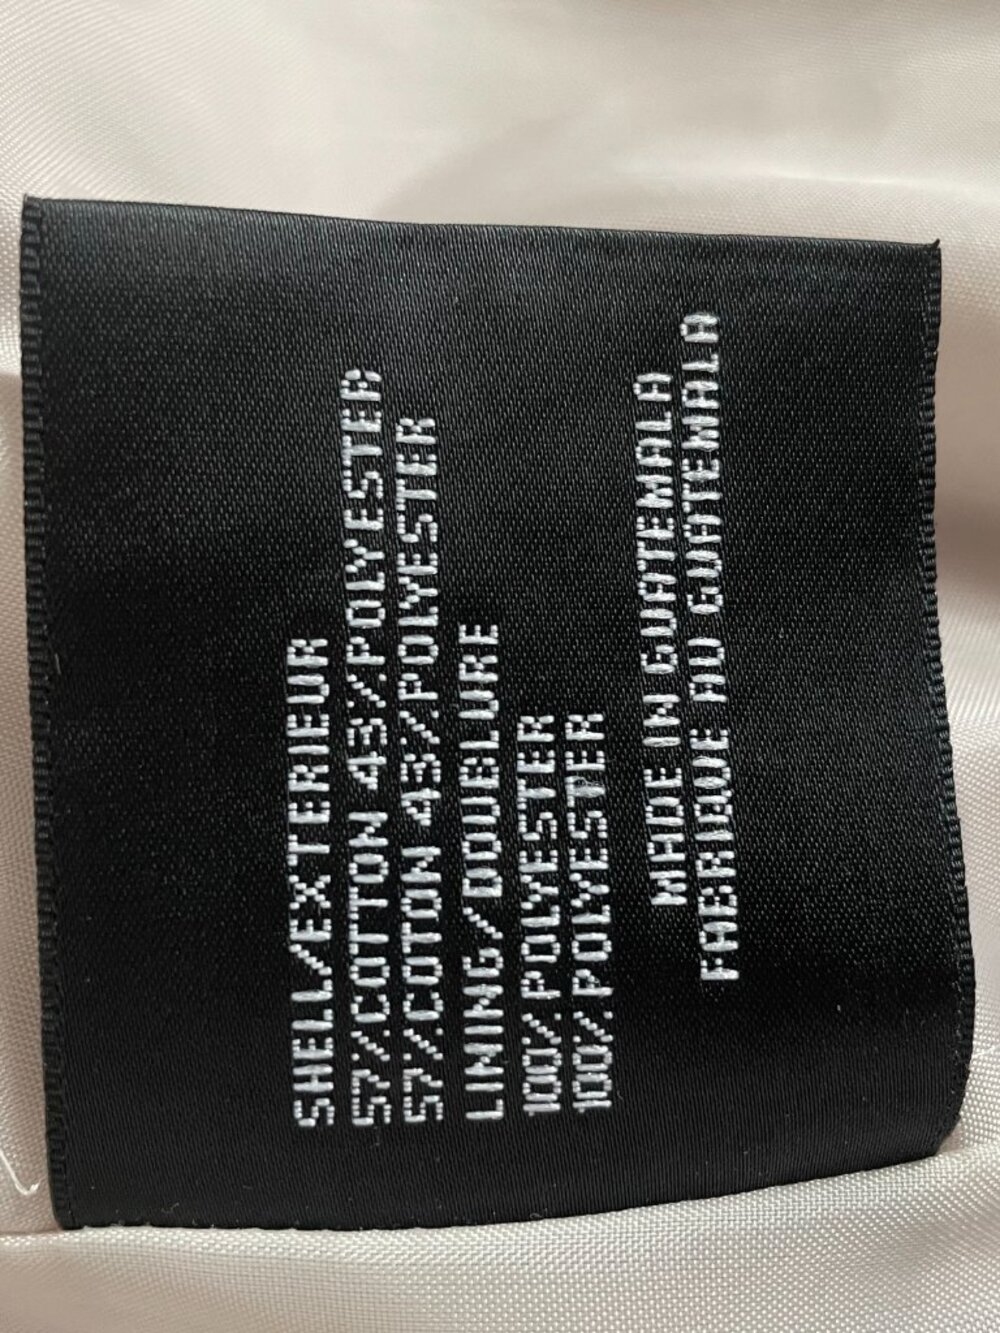 SHELL/EXTERIEUR
57%COTTON 43%POLYESTER
57%COTON 43%POLYESTER
LINING/DOUBLURE
100%POLYESTER
100%POLYESTER
MADE IN GUATEMALA
FABRIQUE AU GUATEMALA